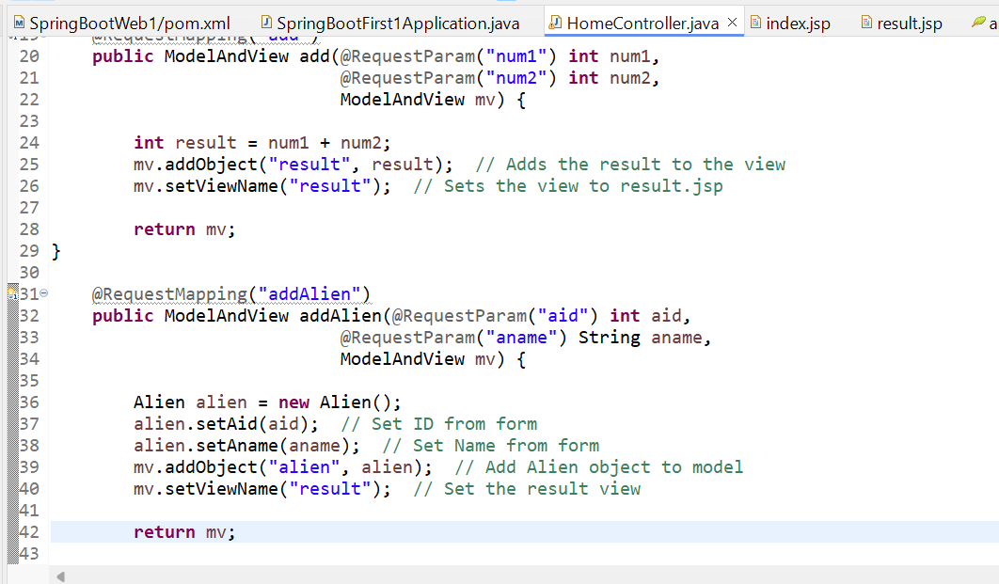 SpringBootWeb1/pom.xml SpringBootFirst1Application.java HomeController.java index.jsp result.jsp a
19 @RequestMapping("add")
20 public ModelAndView add(@RequestParam("num1") int num1,
21 @RequestParam("num2") int num2,
22 ModelAndView mv) {
23
24 int result = num1 + num2;
25 mv.addObject("result", result); // Adds the result to the view
26 mv.setViewName("result"); // Sets the view to result.jsp
27
28 return mv;
29 }
30
31 @RequestMapping("addAlien")
32 public ModelAndView addAlien(@RequestParam("aid") int aid,
33 @RequestParam("aname") String aname,
34 ModelAndView mv) {
35
36 Alien alien = new Alien();
37 alien.setAid(aid); // Set ID from form
38 alien.setAname(aname); // Set Name from form
39 mv.addObject("alien", alien); // Add Alien object to model
40 mv.setViewName("result"); // Set the result view
41
42 return mv;
43